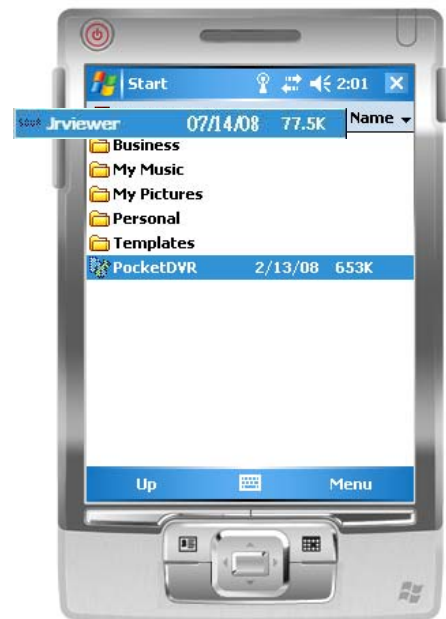 Start 2:01
Jrviewer 07/14/08 77.5K Name
Business
My Music
My Pictures
Personal
Templates
PocketDVR 2/13/08 653K
Up Menu